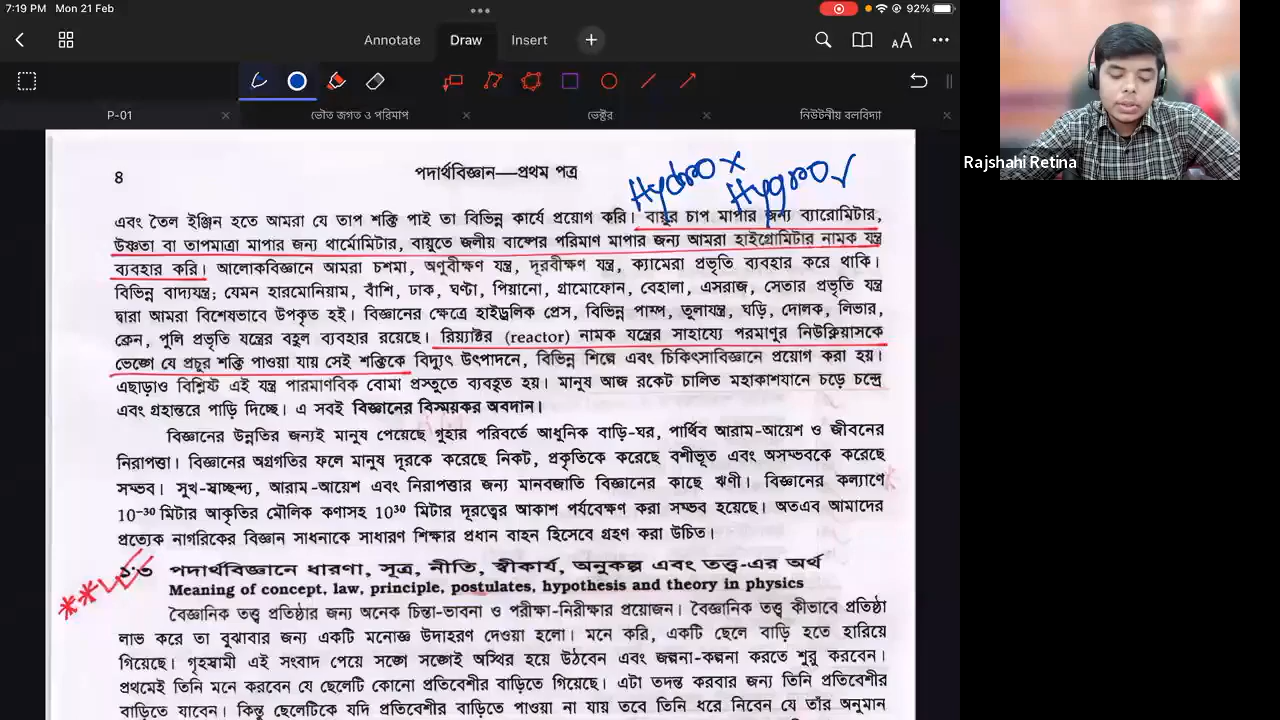 7:19 PM Mon 21 Feb
92%
Annotate Draw Insert
AA
P-01 ভৌত জগত ও পরিমাপ ভেক্টর নিউটনীয় বলবিদ্যা
Rajshahi Retina
Hydro x Hygro ✓
৪ পদার্থবিজ্ঞান—প্রথম পত্র
এবং তৈল ইঞ্জিন হতে আমরা যে তাপ শক্তি পাই তা বিভিন্ন কার্যে প্রয়োগ করি। বায়ুর চাপ মাপার জন্য ব্যারোমিটার,
উষ্ণতা বা তাপমাত্রা মাপার জন্য থার্মোমিটার, বায়ুতে জলীয় বাষ্পের পরিমাণ মাপার জন্য আমরা হাইগ্রোমিটার নামক যন্ত্র
ব্যবহার করি। আলোকবিজ্ঞানে আমরা চশমা, অণুবীক্ষণ যন্ত্র, দূরবীক্ষণ যন্ত্র, ক্যামেরা প্রভৃতি ব্যবহার করে থাকি।
বিভিন্ন বাদ্যযন্ত্র; যেমন হারমোনিয়াম, বাঁশি, ঢাক, ঘণ্টা, পিয়ানো, গ্রামোফোন, বেহালা, এসরাজ, সেতার প্রভৃতি যন্ত্র
দ্বারা আমরা বিশেষভাবে উপকৃত হই। বিজ্ঞানের ক্ষেত্রে হাইড্রলিক প্রেস, বিভিন্ন পাম্প, তুলাযন্ত্র, ঘড়ি, দোলক, লিভার,
ক্রেন, পুলি প্রভৃতি যন্ত্রের বহুল ব্যবহার রয়েছে। রিয়্যাক্টর (reactor) নামক যন্ত্রের সাহায্যে পরমাণুর নিউক্লিয়াসকে
ভেঙ্গে যে প্রচুর শক্তি পাওয়া যায় সেই শক্তিকে বিদ্যুৎ উৎপাদনে, বিভিন্ন শিল্পে এবং চিকিৎসাবিজ্ঞানে প্রয়োগ করা হয়।
এছাড়াও বিশ্লিষ্ট এই যন্ত্র পারমাণবিক বোমা প্রস্তুতে ব্যবহৃত হয়। মানুষ আজ রকেট চালিত মহাকাশযানে চড়ে চন্দ্রে
এবং গ্রহান্তরে পাড়ি দিচ্ছে। এ সবই বিজ্ঞানের বিস্ময়কর অবদান।
বিজ্ঞানের উন্নতির জন্যই মানুষ পেয়েছে গুহার পরিবর্তে আধুনিক বাড়ি-ঘর, পার্থিব আরাম-আয়েশ ও জীবনের
নিরাপত্তা। বিজ্ঞানের অগ্রগতির ফলে মানুষ দূরকে করেছে নিকট, প্রকৃতিকে করেছে বশীভূত এবং অসম্ভবকে করেছে
সম্ভব। সুখ-স্বাচ্ছন্দ্য, আরাম-আয়েশ এবং নিরাপত্তার জন্য মানবজাতি বিজ্ঞানের কাছে ঋণী। বিজ্ঞানের কল্যাণে
10⁻³⁰ মিটার আকৃতির মৌলিক কণাসহ 10³⁰ মিটার দূরত্বের আকাশ পর্যবেক্ষণ করা সম্ভব হয়েছে। অতএব আমাদের
প্রত্যেক নাগরিকের বিজ্ঞান সাধনাকে সাধারণ শিক্ষার প্রধান বাহন হিসেবে গ্রহণ করা উচিত।
**✓ ১·৩ পদার্থবিজ্ঞানে ধারণা, সূত্র, নীতি, স্বীকার্য, অনুকল্প এবং তত্ত্ব-এর অর্থ
Meaning of concept, law, principle, postulates, hypothesis and theory in physics
বৈজ্ঞানিক তত্ত্ব প্রতিষ্ঠার জন্য অনেক চিন্তা-ভাবনা ও পরীক্ষা-নিরীক্ষার প্রয়োজন। বৈজ্ঞানিক তত্ত্ব কীভাবে প্রতিষ্ঠা
লাভ করে তা বুঝাবার জন্য একটি মনোজ্ঞ উদাহরণ দেওয়া হলো। মনে করি, একটি ছেলে বাড়ি হতে হারিয়ে
গিয়েছে। গৃহস্বামী এই সংবাদ পেয়ে সঙ্গে সঙ্গেই অস্থির হয়ে উঠবেন এবং জল্পনা-কল্পনা করতে শুরু করবেন।
প্রথমেই তিনি মনে করবেন যে ছেলেটি কোনো প্রতিবেশীর বাড়িতে গিয়েছে। এটা তদন্ত করবার জন্য তিনি প্রতিবেশীর
বাড়িতে যাবেন। কিন্তু ছেলেটিকে যদি প্রতিবেশীর বাড়িতে পাওয়া না যায় তবে তিনি ধরে নিবেন যে তাঁর অনুমান